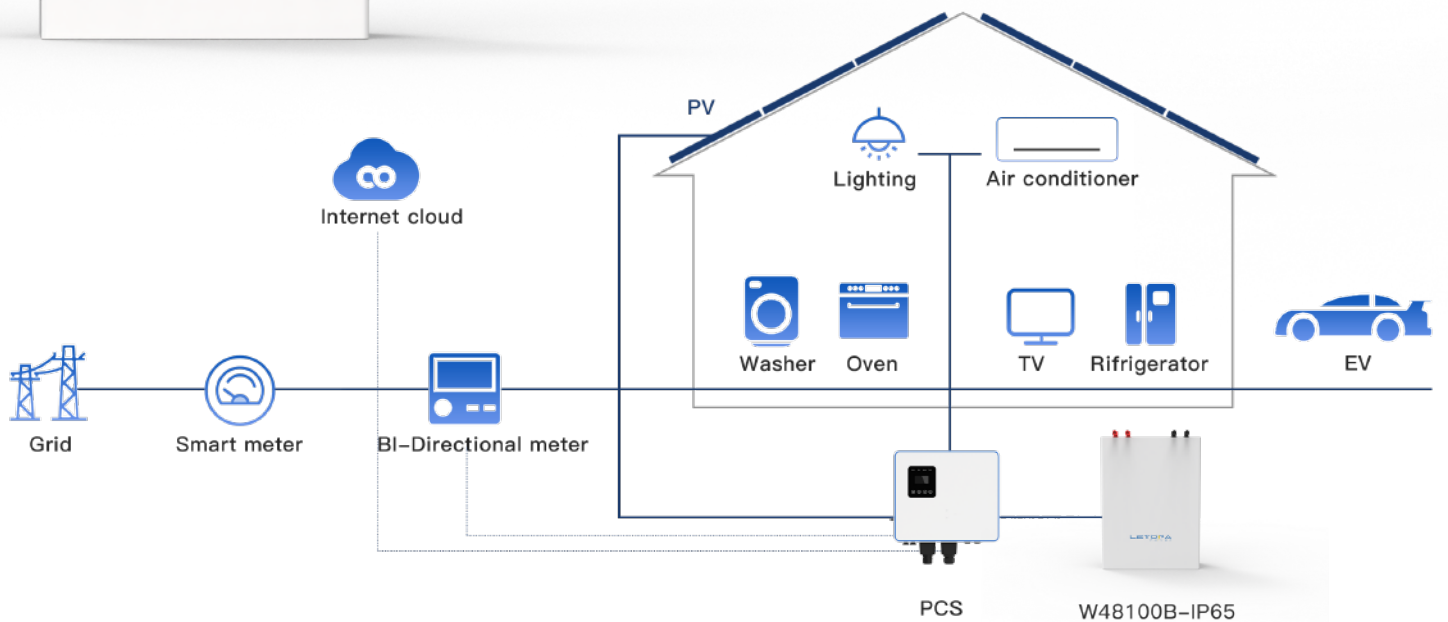 PV
Lighting
Air conditioner
Internet cloud
Washer
Oven
TV
Rifrigerator
EV
Grid
Smart meter
BI-Directional meter
PCS
W48100B-IP65